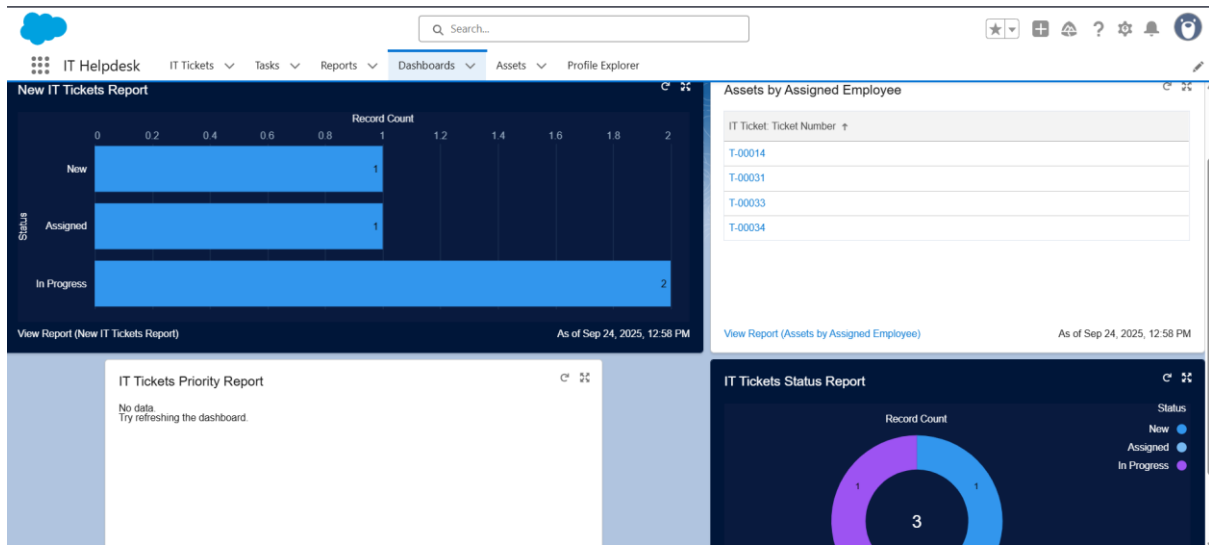 Search...
IT Helpdesk IT Tickets Tasks Reports Dashboards Assets Profile Explorer
New IT Tickets Report
Record Count
0 0.2 0.4 0.6 0.8 1 1.2 1.4 1.6 1.8 2
Status
New 1
Assigned 1
In Progress 2
View Report (New IT Tickets Report) As of Sep 24, 2025, 12:58 PM
Assets by Assigned Employee
IT Ticket: Ticket Number ↑
T-00014
T-00031
T-00033
T-00034
View Report (Assets by Assigned Employee) As of Sep 24, 2025, 12:58 PM
IT Tickets Priority Report
No data.
Try refreshing the dashboard.
IT Tickets Status Report
Record Count
Status
New
Assigned
In Progress
1 1
3